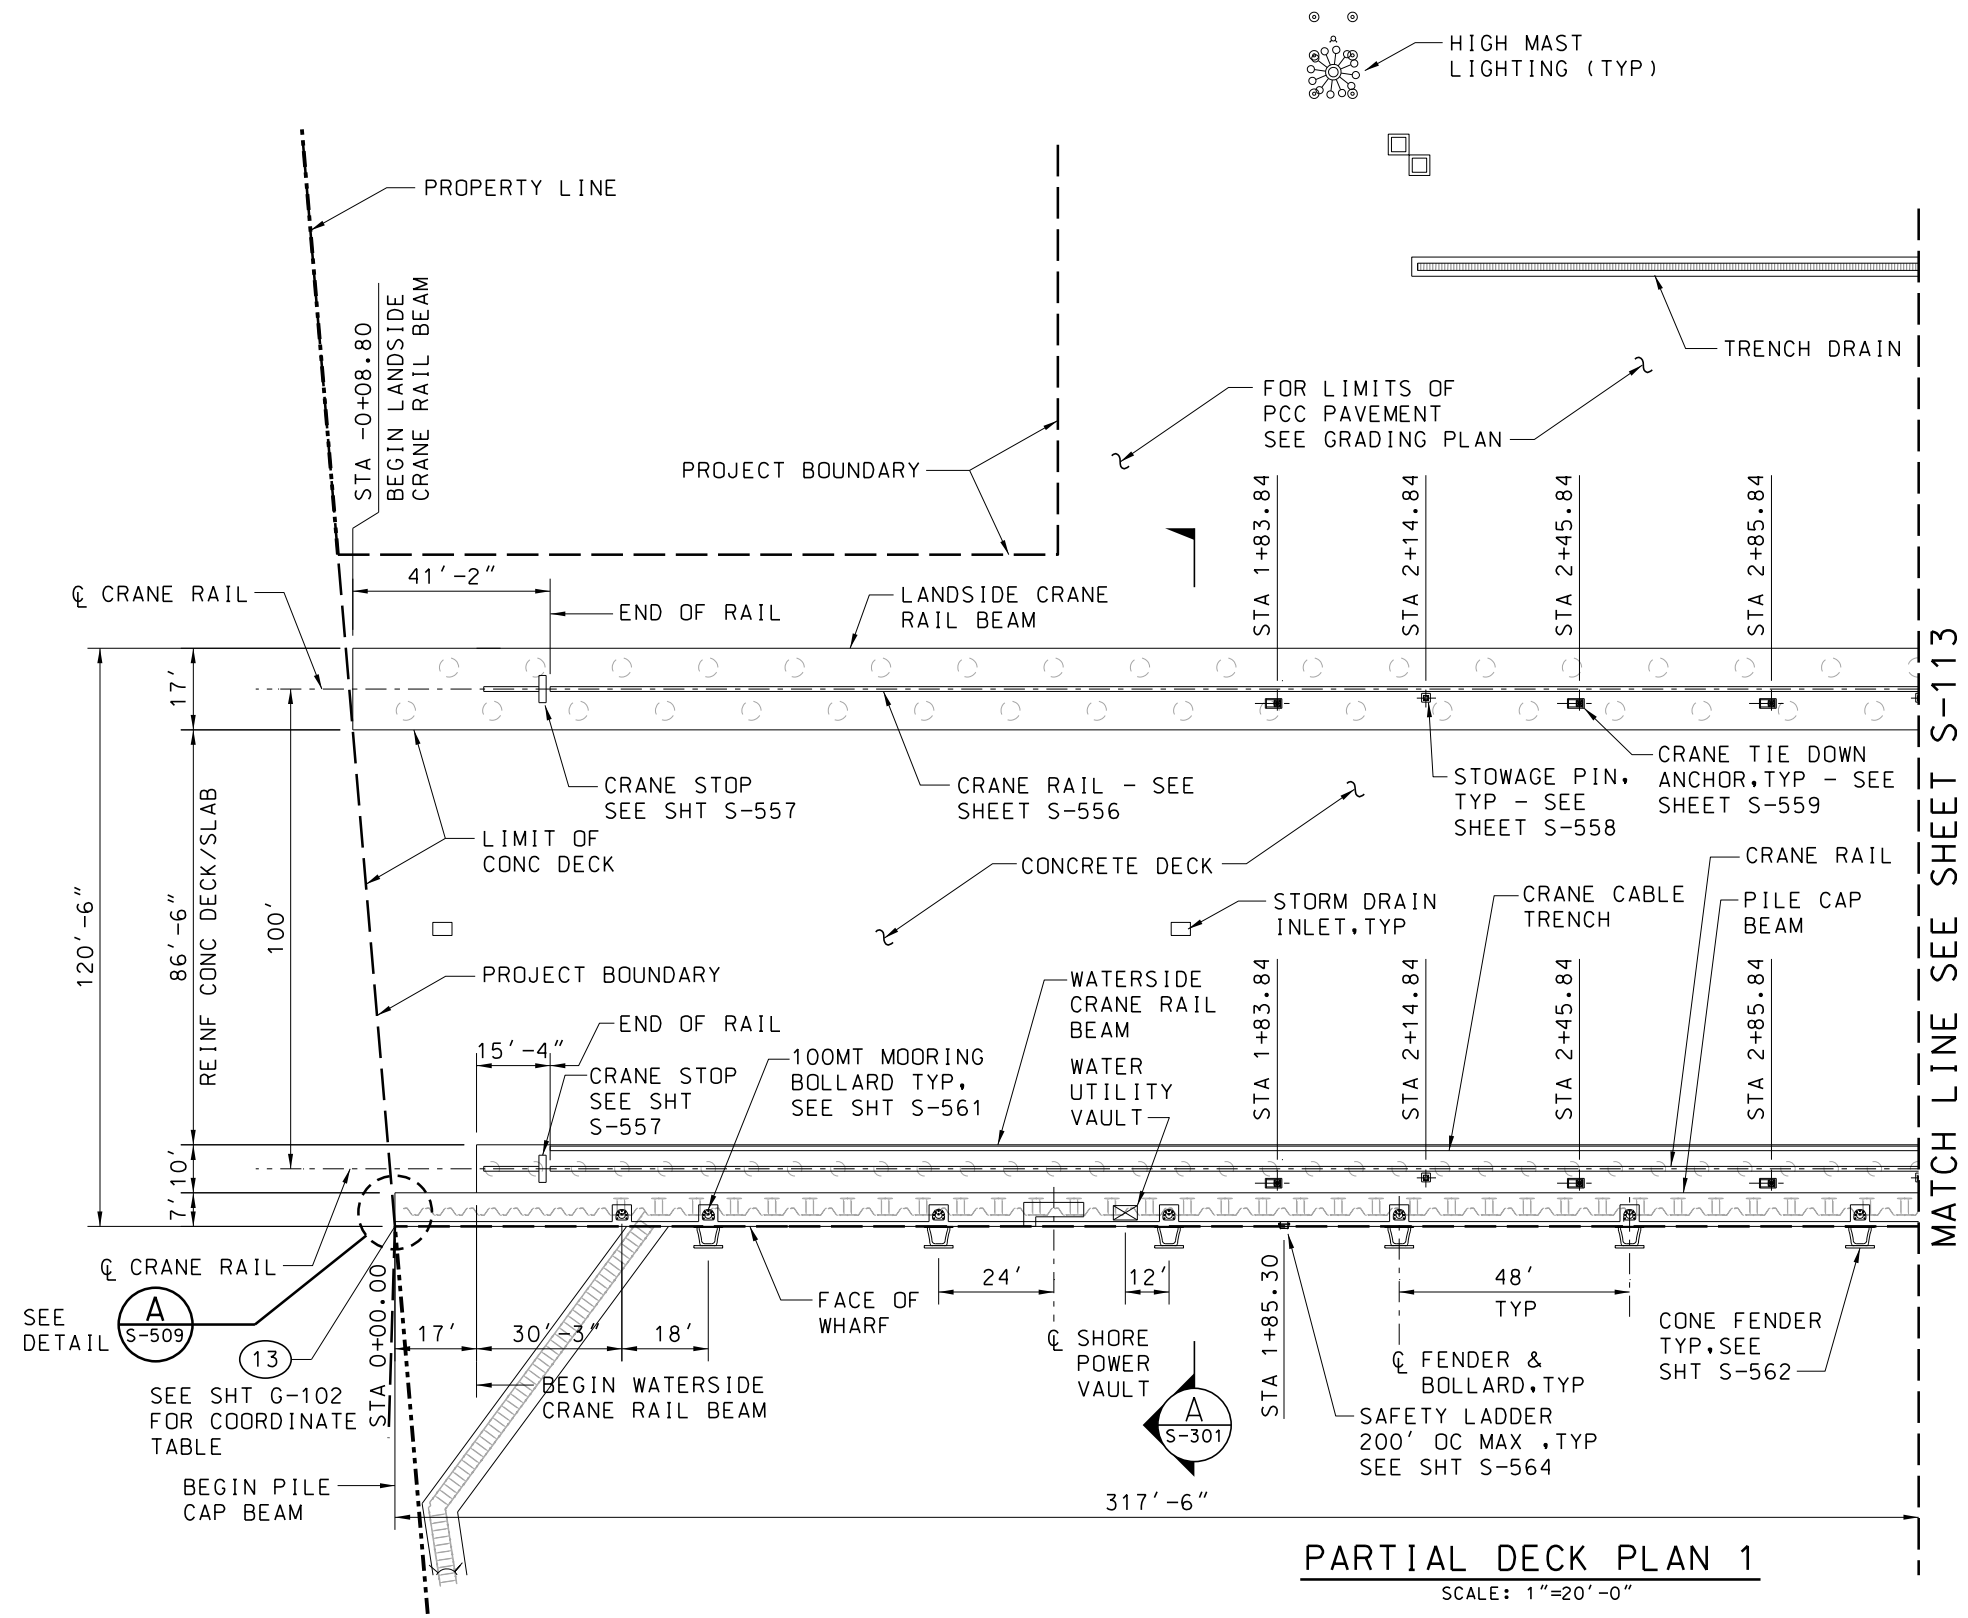 HIGH MAST
LIGHTING (TYP)
PROPERTY LINE
STA -0+08.80
BEGIN LANDSIDE
CRANE RAIL BEAM
TRENCH DRAIN
FOR LIMITS OF
PCC PAVEMENT
SEE GRADING PLAN
PROJECT BOUNDARY
STA 1+83.84
STA 2+14.84
STA 2+45.84
STA 2+85.84
41'-2"
℄ CRANE RAIL
END OF RAIL
LANDSIDE CRANE
RAIL BEAM
17'
CRANE STOP
SEE SHT S-557
CRANE RAIL - SEE
SHEET S-556
STOWAGE PIN,
TYP - SEE
SHEET S-558
CRANE TIE DOWN
ANCHOR,TYP - SEE
SHEET S-559
LIMIT OF
CONC DECK
CONCRETE DECK
CRANE RAIL
120'-6"
86'-6"
REINF CONC DECK/SLAB
100'
STORM DRAIN
INLET,TYP
CRANE CABLE
TRENCH
PILE CAP
BEAM
PROJECT BOUNDARY
WATERSIDE
CRANE RAIL
BEAM
STA 1+83.84
STA 2+14.84
STA 2+45.84
STA 2+85.84
END OF RAIL
15'-4"
CRANE STOP
SEE SHT
S-557
100MT MOORING
BOLLARD TYP,
SEE SHT S-561
WATER
UTILITY
VAULT
10'
7'
℄ CRANE RAIL
SEE
DETAIL
A
S-509
13
SEE SHT G-102
FOR COORDINATE
TABLE
STA 0+00.00
17'
30'-3"
18'
FACE OF
WHARF
24'
12'
℄ SHORE
POWER
VAULT
STA 1+85.30
48'
TYP
℄ FENDER &
BOLLARD,TYP
CONE FENDER
TYP,SEE
SHT S-562
BEGIN WATERSIDE
CRANE RAIL BEAM
A
S-301
SAFETY LADDER
200' OC MAX ,TYP
SEE SHT S-564
BEGIN PILE
CAP BEAM
317'-6"
MATCH LINE SEE SHEET S-113
PARTIAL DECK PLAN 1
SCALE: 1"=20'-0"